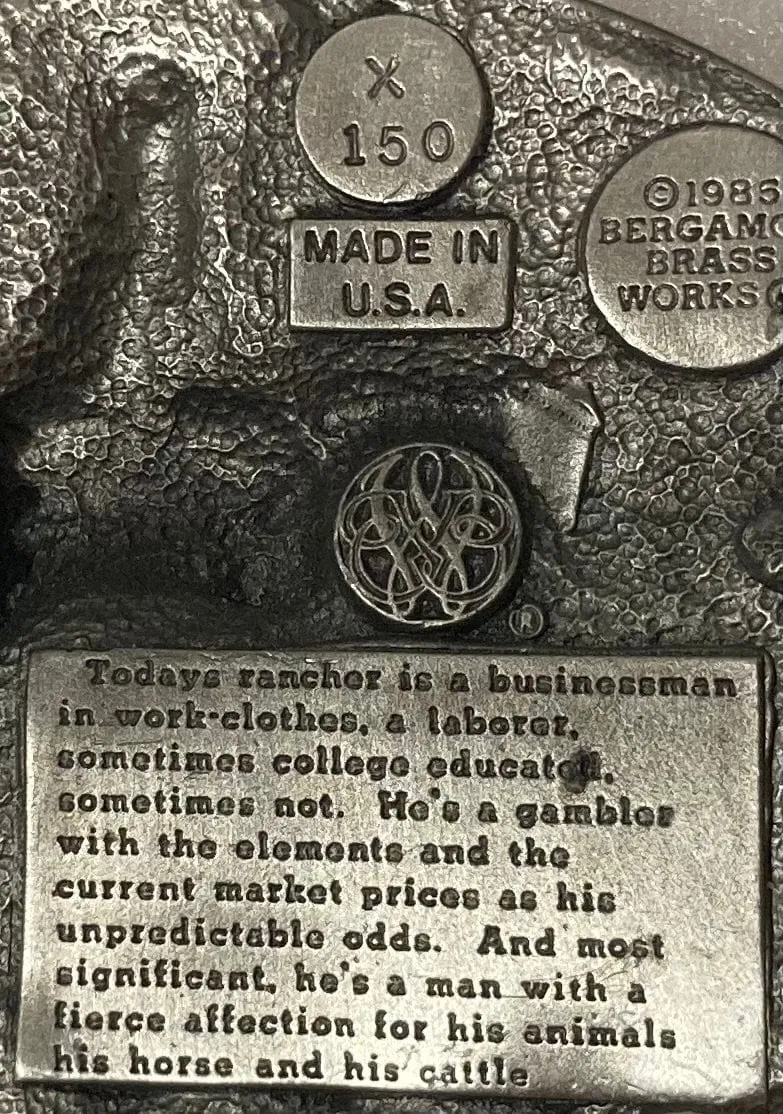 X
150
MADE IN
U.S.A.
©1985
BERGAMO
BRASS
WORKS
®
Todays rancher is a businessman
in work-clothes, a laborer,
sometimes college educated,
sometimes not. He's a gambler
with the elements and the
current market prices as his
unpredictable odds. And most
significant, he's a man with a
fierce affection for his animals
his horse and his cattle